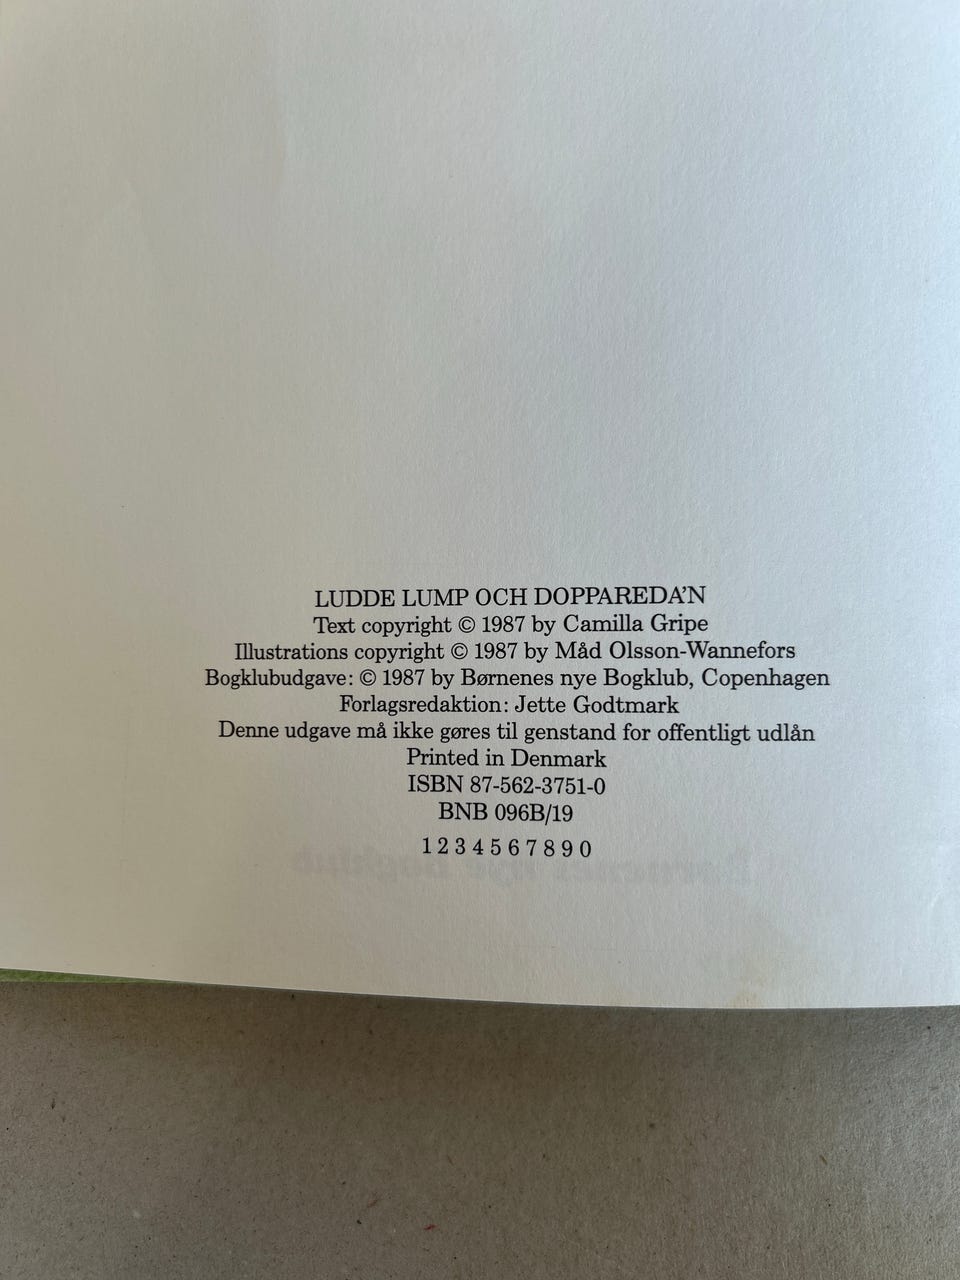 LUDDE LUMP OCH DOPPAREDA'N
Text copyright © 1987 by Camilla Gripe
Illustrations copyright © 1987 by Måd Olsson-Wannefors
Bogklubudgave: © 1987 by Børnenes nye Bogklub, Copenhagen
Forlagsredaktion: Jette Godtmark
Denne udgave må ikke gøres til genstand for offentligt udlån
Printed in Denmark
ISBN 87-562-3751-0
BNB 096B/19
1 2 3 4 5 6 7 8 9 0